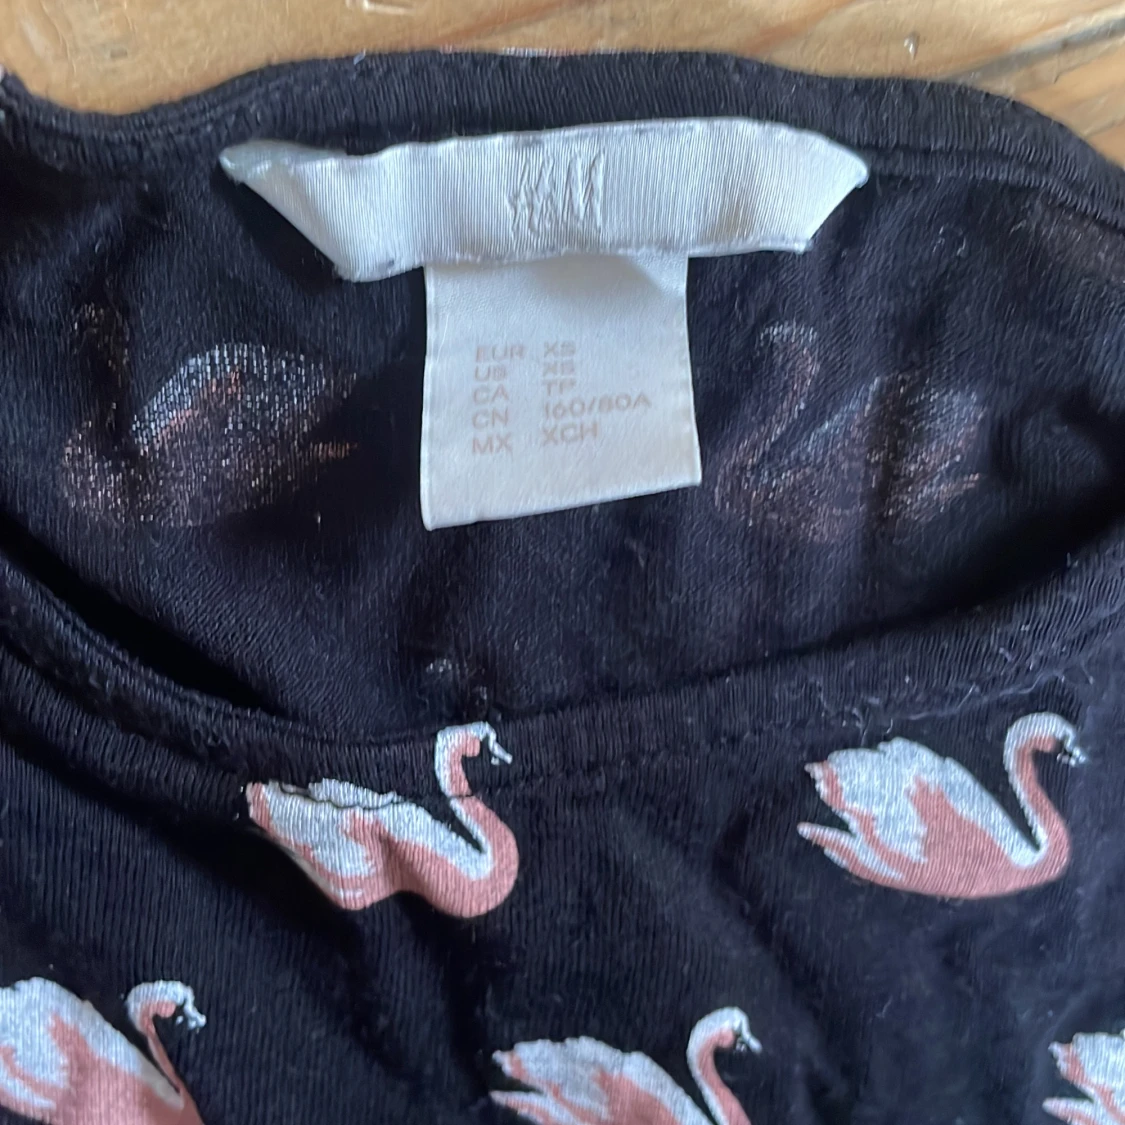 H&M
EUR XS
US XS
CA TP
CN 160/80A
MX XCH